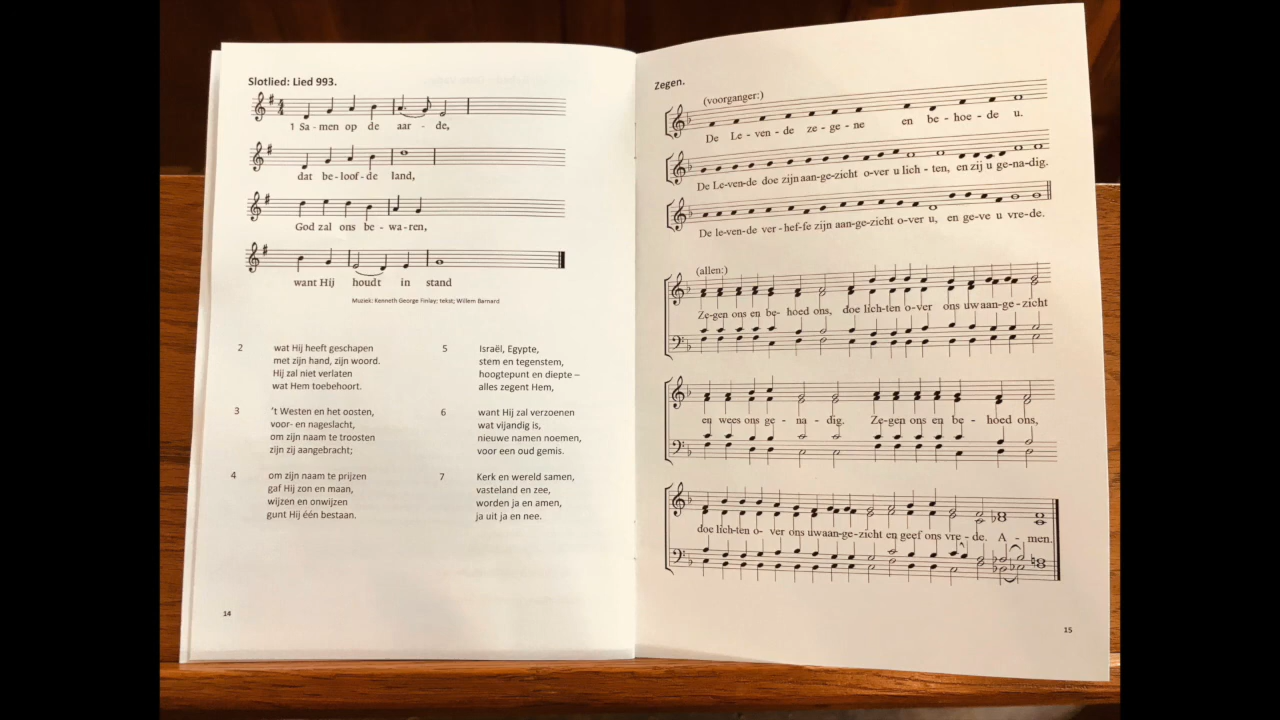 Slotlied: Lied 993.
1 Sa - men op de aar - de,
dat be - loof - de land,
God zal ons be - wa - ren,
want Hij houdt in stand
Muziek: Kenneth George Finlay; tekst; Willem Barnard
2 wat Hij heeft geschapen
met zijn hand, zijn woord.
Hij zal niet verlaten
wat Hem toebehoort.
3 't Westen en het oosten,
voor- en nageslacht,
om zijn naam te troosten
zijn zij aangebracht;
4 om zijn naam te prijzen
gaf Hij zon en maan,
wijzen en onwijzen
gunt Hij één bestaan.
5 Israël, Egypte,
stem en tegenstem,
hoogtepunt en diepte –
alles zegent Hem,
6 want Hij zal verzoenen
wat vijandig is,
nieuwe namen noemen,
voor een oud gemis.
7 Kerk en wereld samen,
vasteland en zee,
worden ja en amen,
ja uit ja en nee.
14
Zegen.
(voorganger:)
De Le - ven - de ze - ge - ne en be - hoe - de u.
De Le-ven-de doe zijn aan-ge-zicht o-ver u lich - ten, en zij u ge-na-dig.
De le-ven-de ver-hef-fe zijn aan-ge-zicht o-ver u, en ge-ve u vre-de.
(allen:)
Ze-gen ons en be- hoed ons, doe lich-ten o-ver ons uw aan-ge-zicht
en wees ons ge - na - dig. Ze-gen ons en be - hoed ons,
doe lich-ten o- ver ons uw aan-ge-zicht en geef ons vre-de. A - men.
15